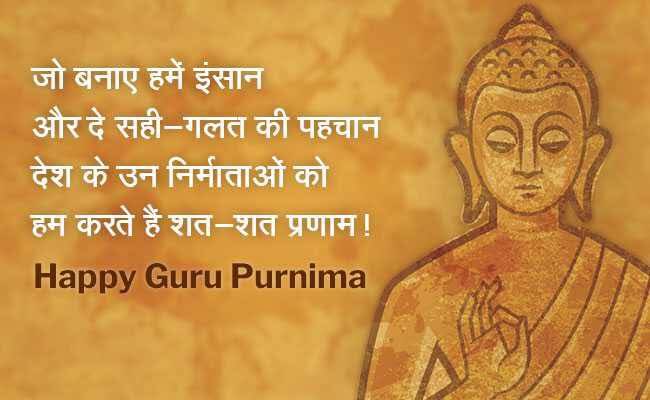 जो बनाए हमें इंसान
और दे सही-गलत की पहचान
देश के उन निर्माताओं को
हम करते हैं शत-शत प्रणाम!
Happy Guru Purnima